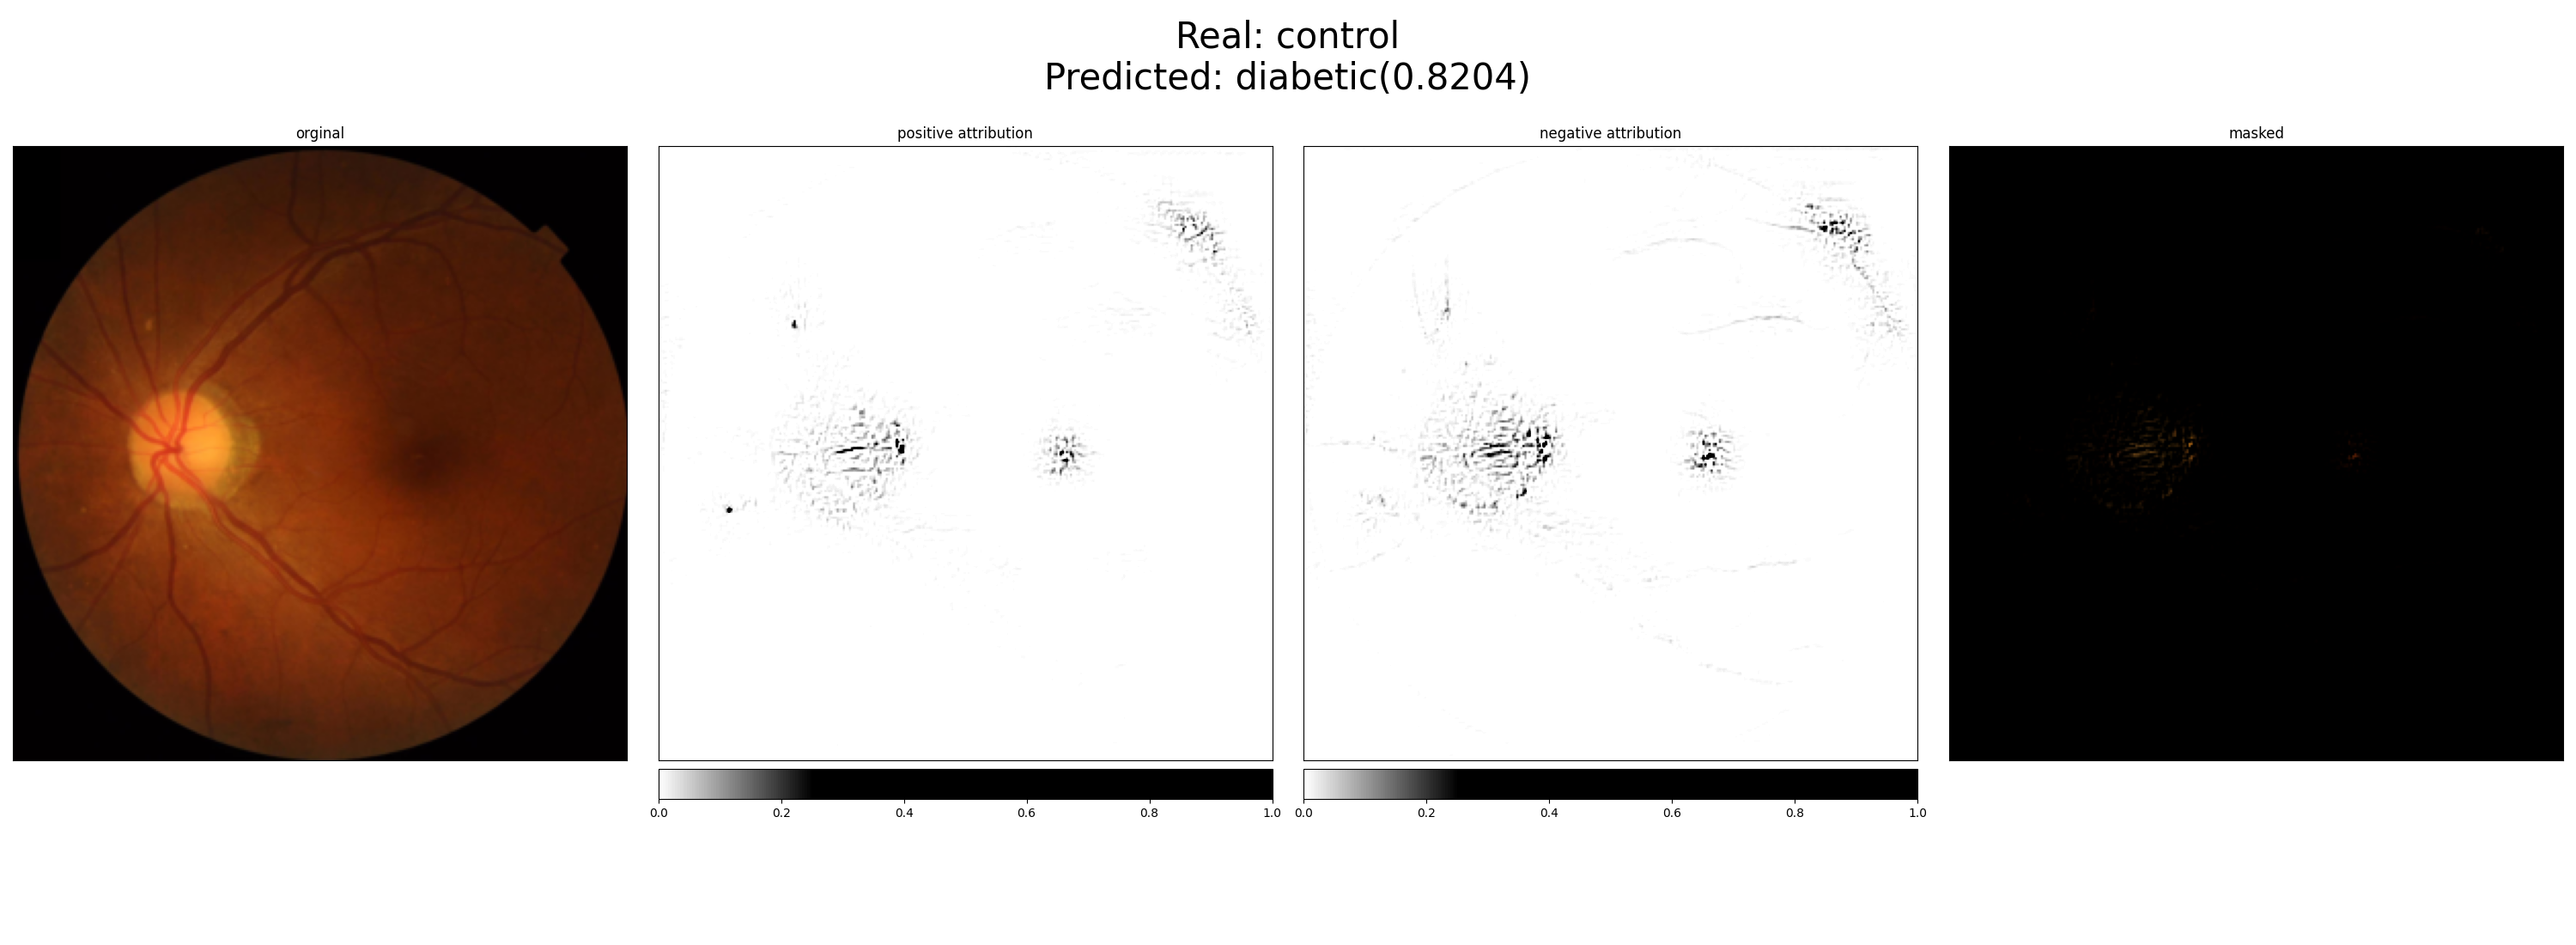 Real: control
Predicted: diabetic(0.8204)
orginal
positive attribution
negative attribution
masked
0.0 0.2 0.4 0.6 0.8 1.0
0.0 0.2 0.4 0.6 0.8 1.0